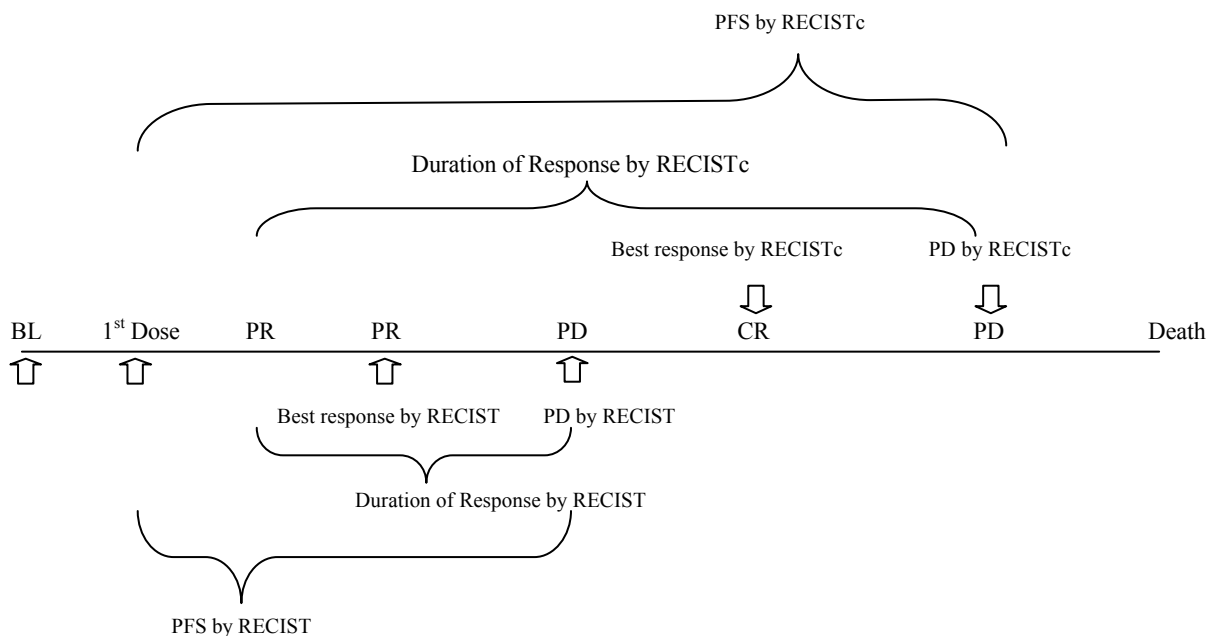 PFS by RECISTc
Duration of Response by RECISTc
Best response by RECISTc PD by RECISTc
BL 1st Dose PR PR PD CR PD Death
Best response by RECIST PD by RECIST
Duration of Response by RECIST
PFS by RECIST